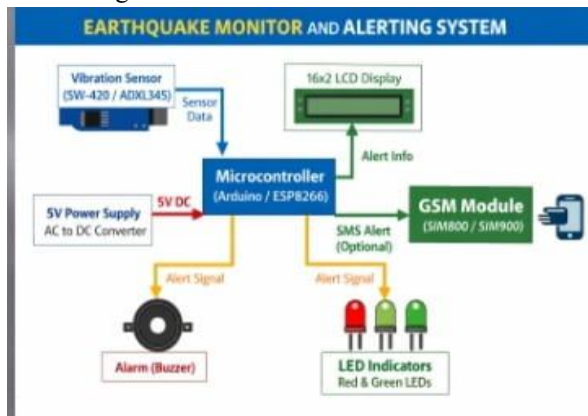 EARTHQUAKE MONITOR AND ALERTING SYSTEM
Vibration Sensor
(SW-420 / ADXL345)
Sensor
Data
16x2 LCD Display
Alert Info
Microcontroller
(Arduino / ESP8266)
5V DC
5V Power Supply
AC to DC Converter
SMS Alert
(Optional)
GSM Module
(SIM800 / SIM900)
Alert Signal
Alert Signal
Alarm (Buzzer)
LED Indicators
Red & Green LEDs